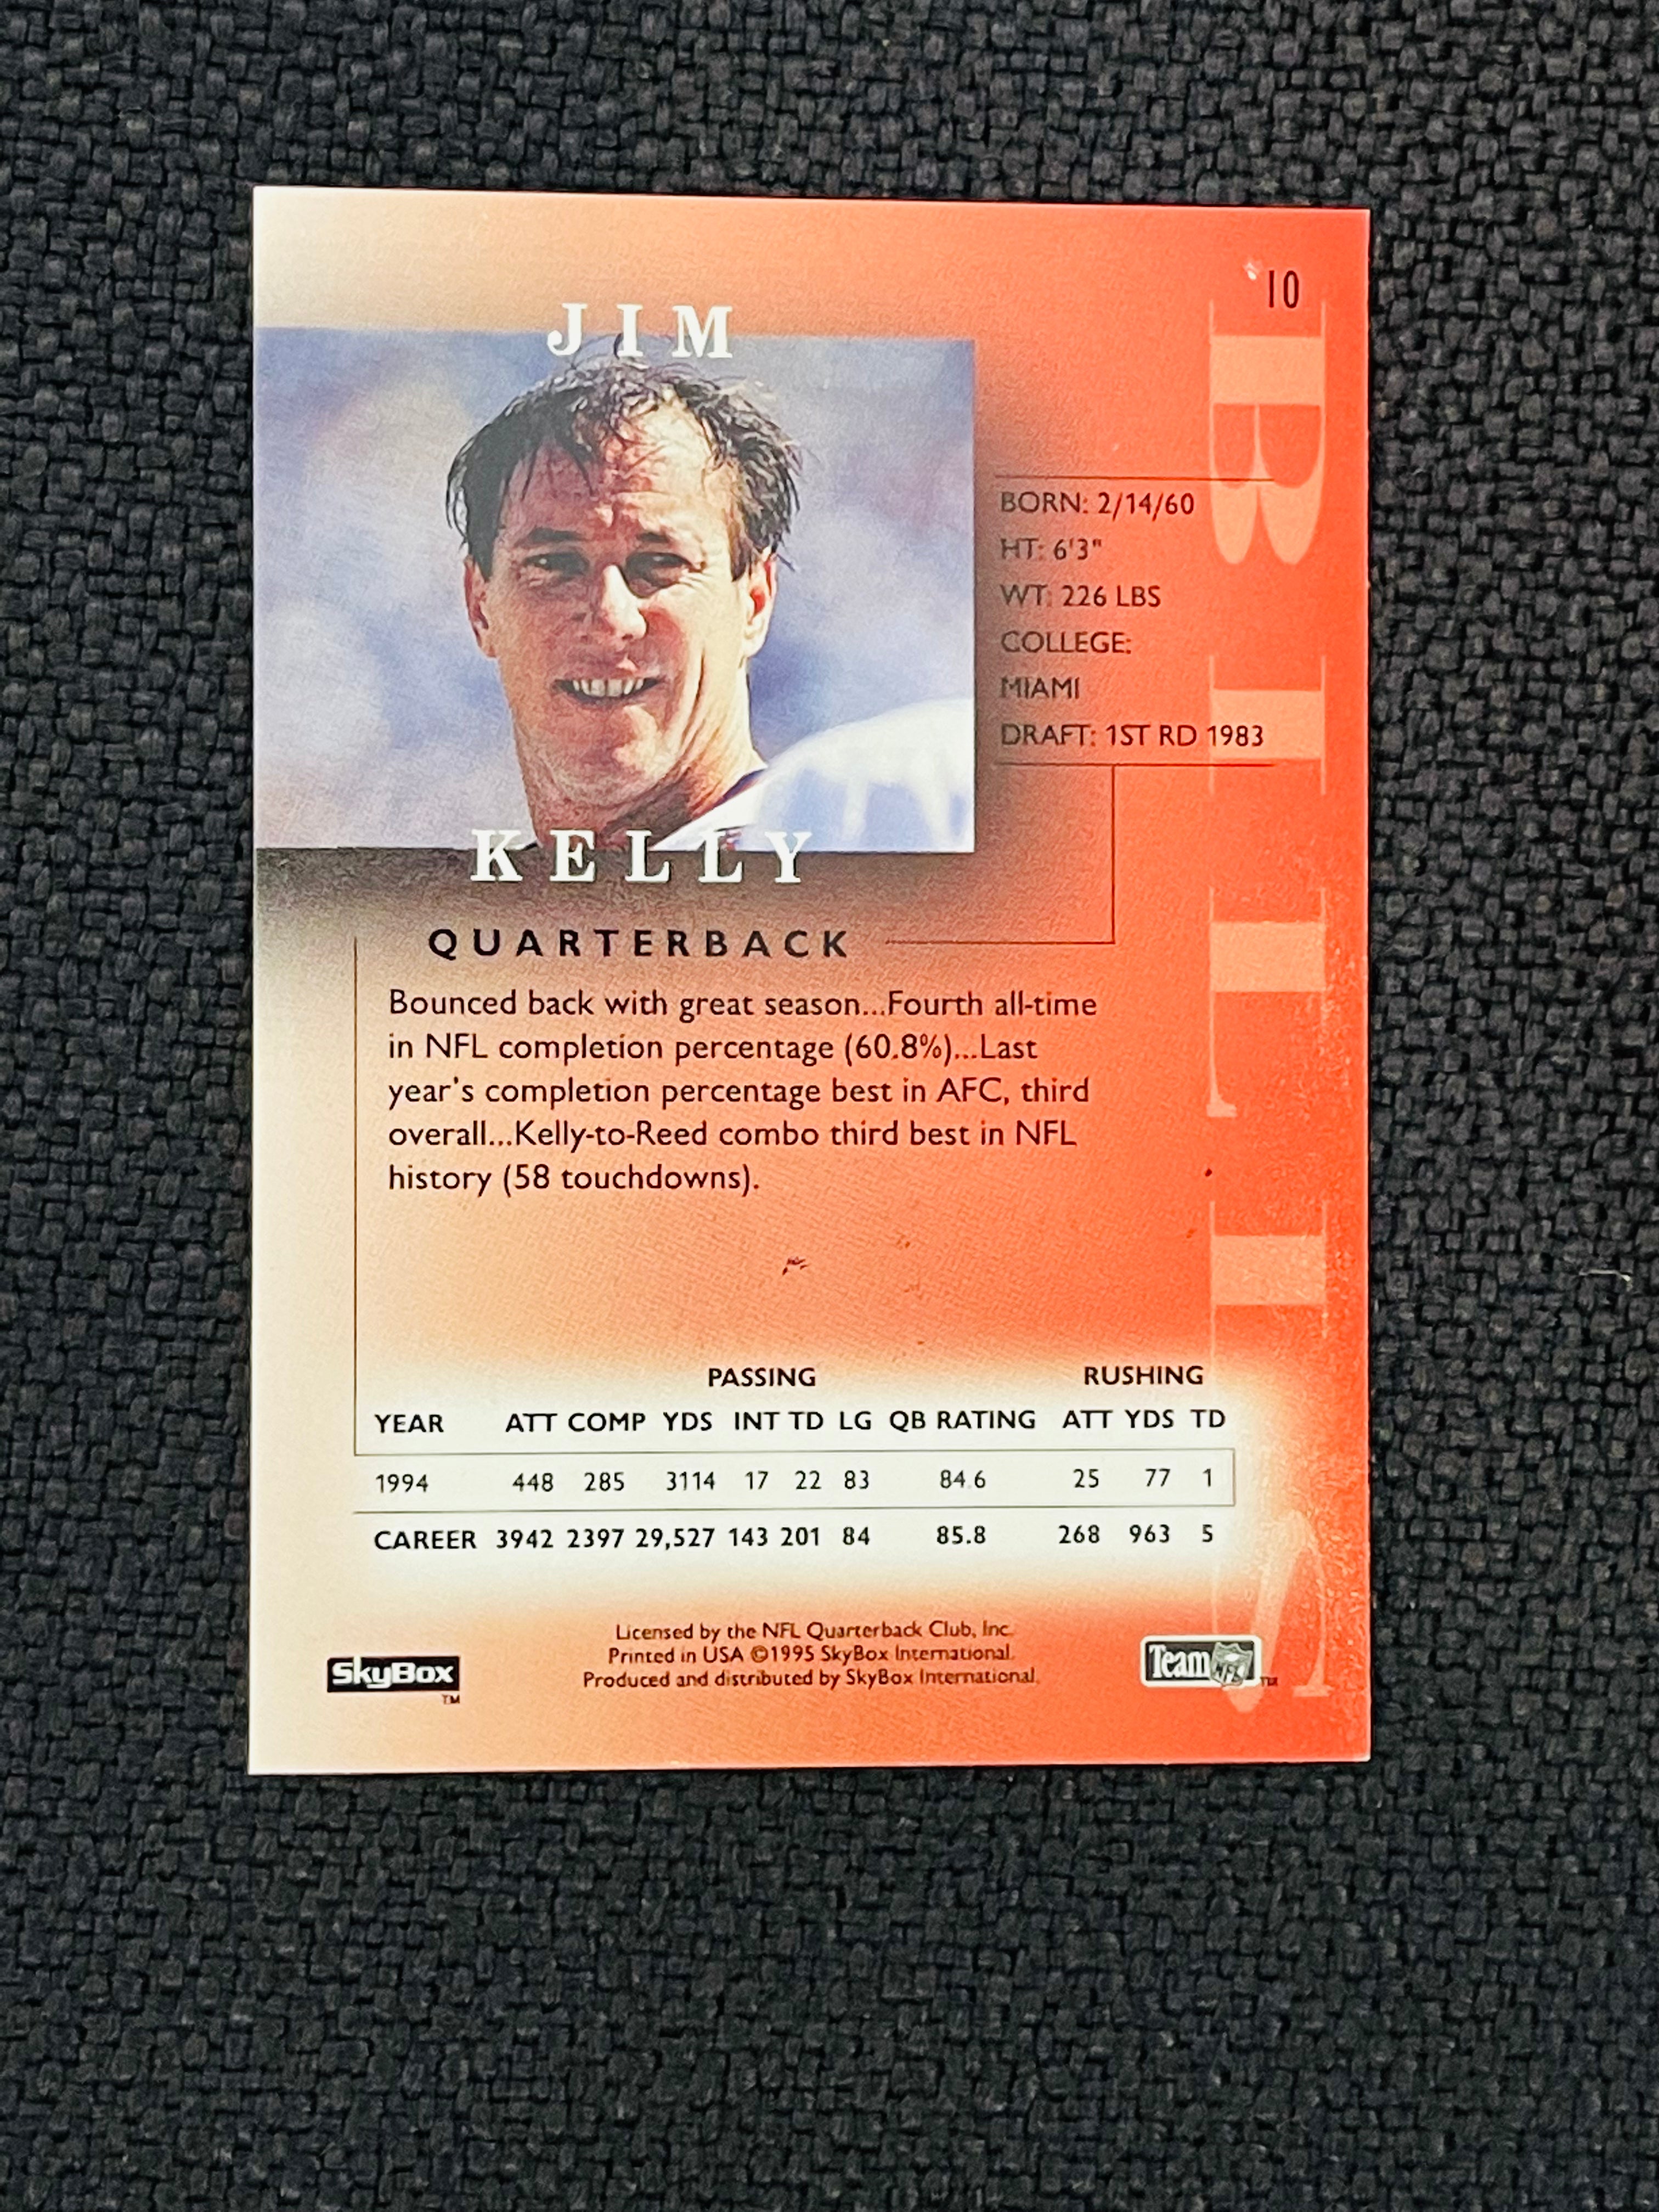 10
JIM
KELLY
BILLS
BORN: 2/14/60
HT: 6'3"
WT: 226 LBS
COLLEGE:
MIAMI
DRAFT: 1ST RD 1983
QUARTERBACK
Bounced back with great season...Fourth all-time
in NFL completion percentage (60.8%)...Last
year's completion percentage best in AFC, third
overall...Kelly-to-Reed combo third best in NFL
history (58 touchdowns).
PASSING RUSHING
YEAR ATT COMP YDS INT TD LG QB RATING ATT YDS TD
1994 448 285 3114 17 22 83 84.6 25 77 1
CAREER 3942 2397 29,527 143 201 84 85.8 268 963 5
Licensed by the NFL Quarterback Club, Inc.
Printed in USA ©1995 SkyBox International.
Produced and distributed by SkyBox International.
SkyBox TM
Team NFL TM